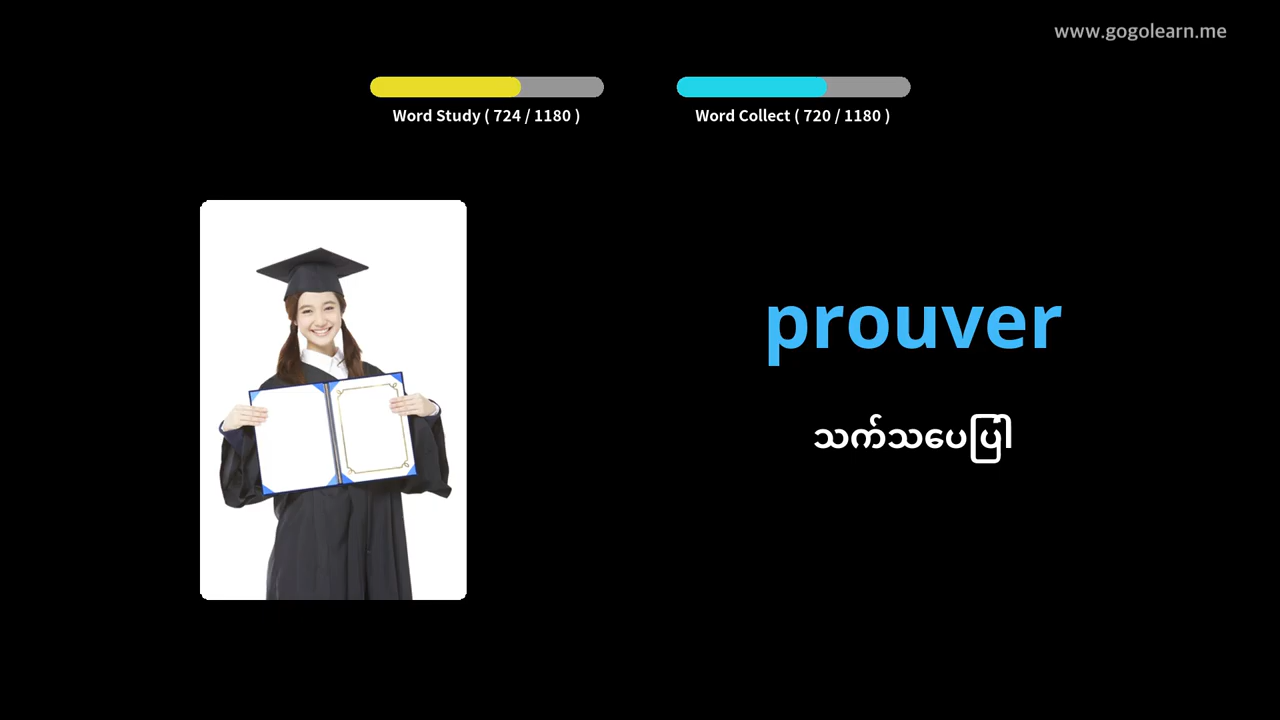 www.gogolearn.me
Word Study ( 724 / 1180 )
Word Collect ( 720 / 1180 )
prouver
သက်သပေပြါ